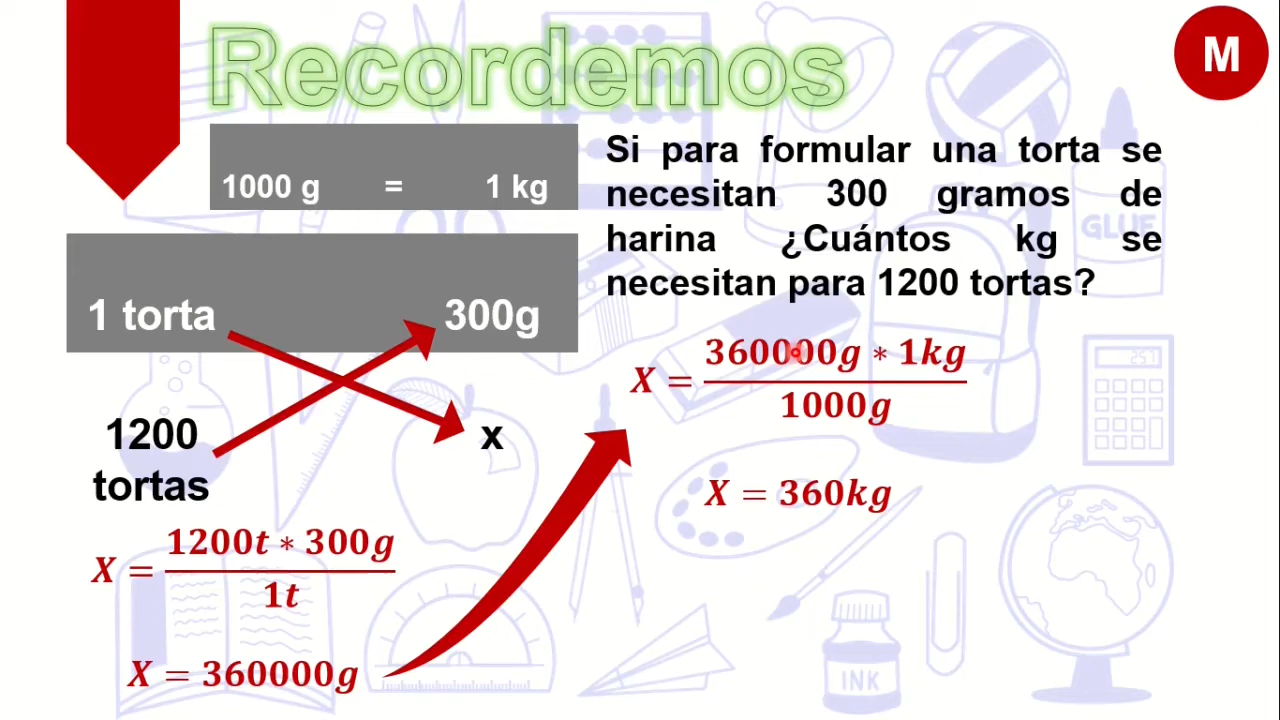 Recordemos
M
1000 g = 1 kg
1 torta 300g
1200 x
tortas
X = 1200t * 300g / 1t
X = 360000g
Si para formular una torta se
necesitan 300 gramos de
harina ¿Cuántos kg se
necesitan para 1200 tortas?
X = 360000g * 1kg / 1000g
X = 360kg
GLUE
257
INK